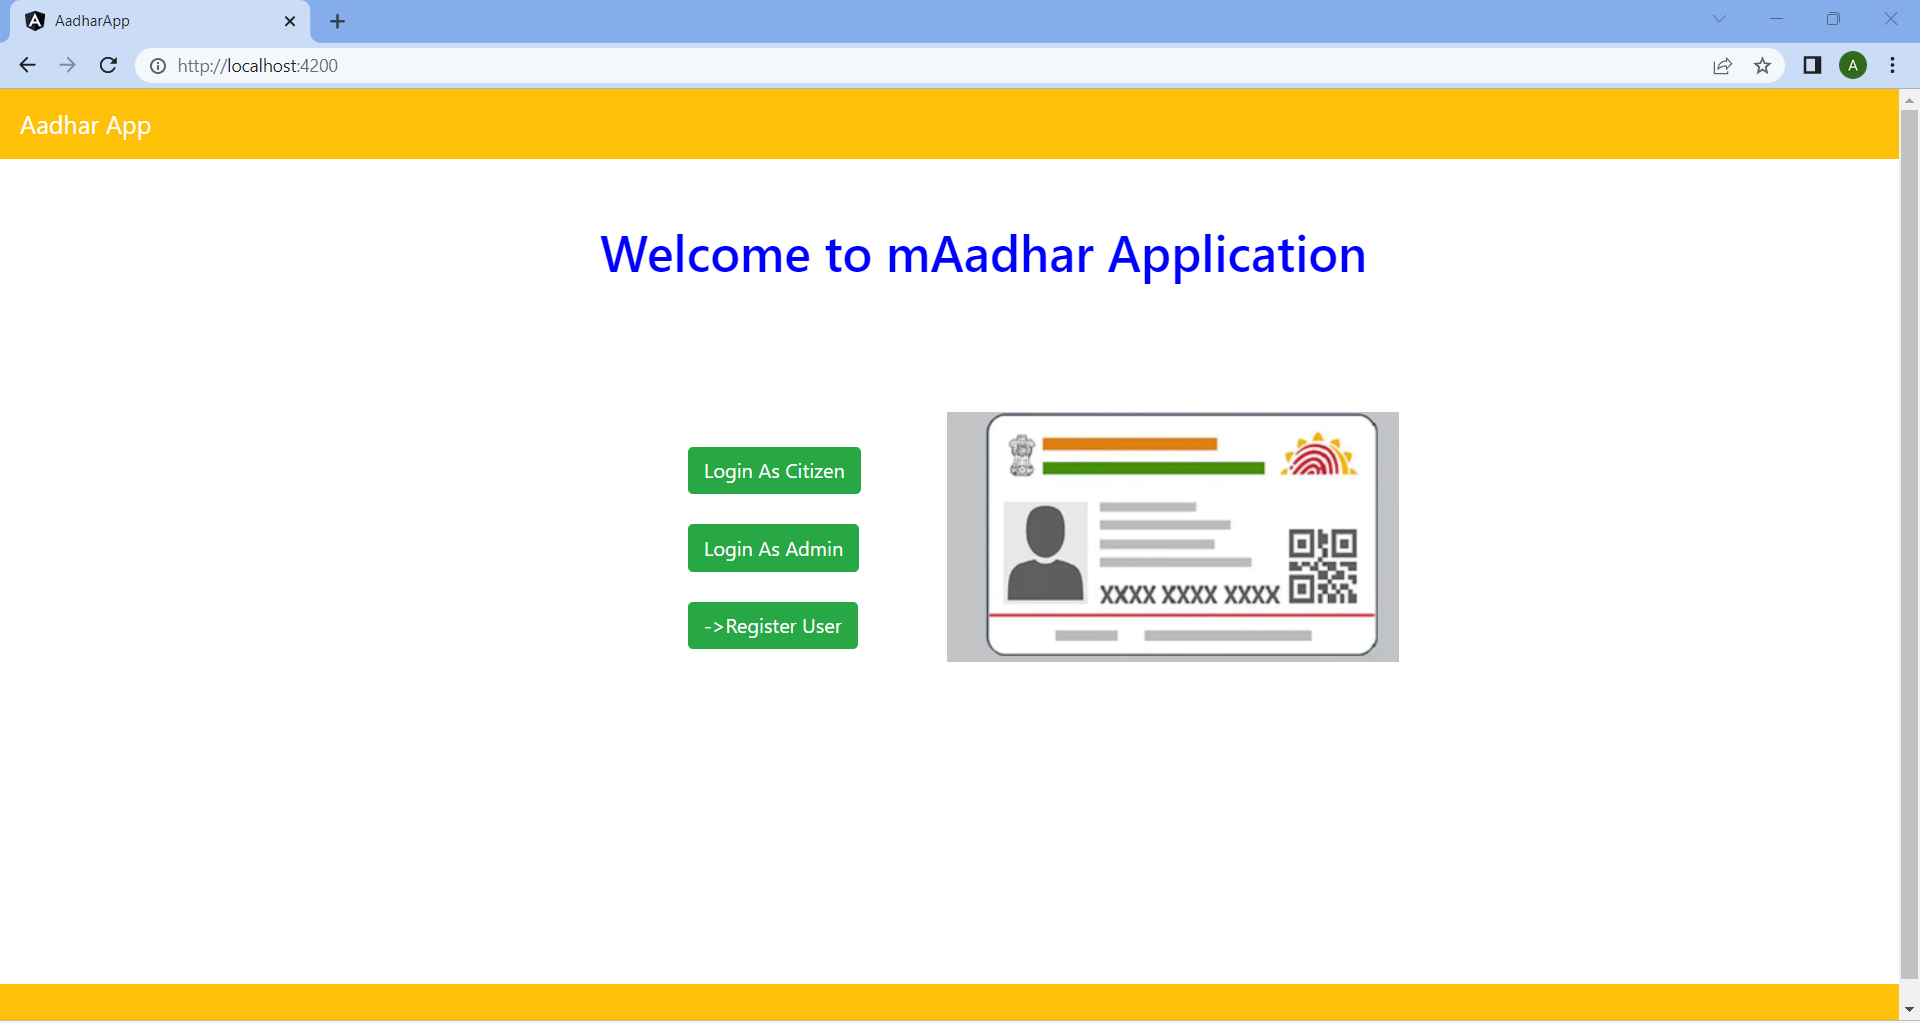 AadharApp
http://localhost:4200
A
Aadhar App
Welcome to mAadhar Application
Login As Citizen
Login As Admin
->Register User
XXXX XXXX XXXX